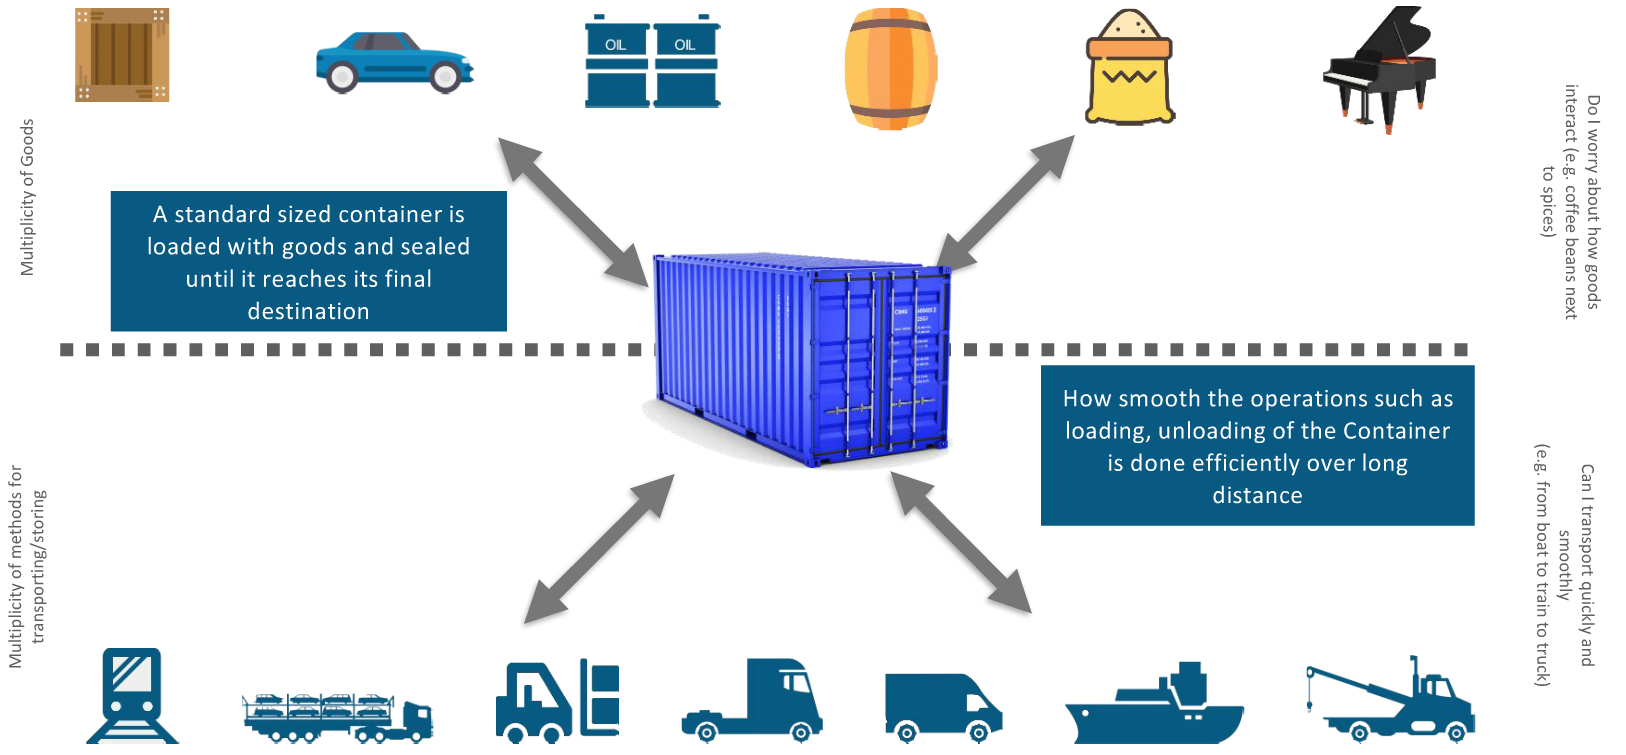 OIL
OIL
Multiplicity of Goods
Do I worry about how goods
interact (e.g. coffee beans next
to spices)
A standard sized container is
loaded with goods and sealed
until it reaches its final
destination
How smooth the operations such as
loading, unloading of the Container
is done efficiently over long
distance
Multiplicity of methods for
transporting/storing
Can I transport quickly and
smoothly
(e.g. from boat to train to truck)